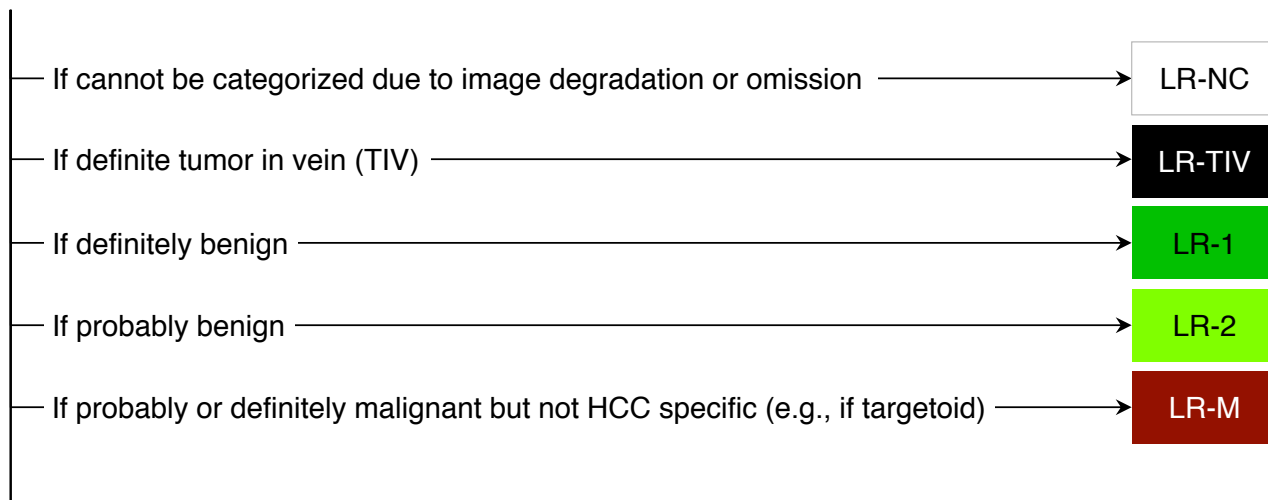 If cannot be categorized due to image degradation or omission LR-NC
If definite tumor in vein (TIV) LR-TIV
If definitely benign LR-1
If probably benign LR-2
If probably or definitely malignant but not HCC specific (e.g., if targetoid) LR-M